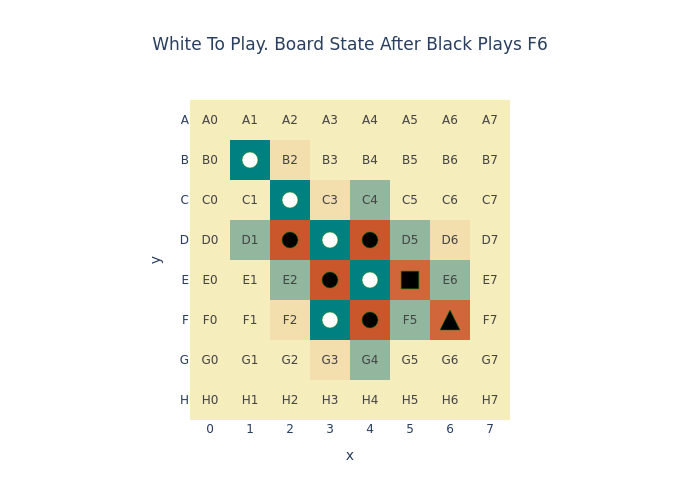 White To Play. Board State After Black Plays F6
A A0 A1 A2 A3 A4 A5 A6 A7
B B0 B2 B3 B4 B5 B6 B7
C C0 C1 C3 C4 C5 C6 C7
D D0 D1 D5 D6 D7
E E0 E1 E2 E6 E7
F F0 F1 F2 F5 F7
G G0 G1 G2 G3 G4 G5 G6 G7
H H0 H1 H2 H3 H4 H5 H6 H7
0 1 2 3 4 5 6 7
x
y